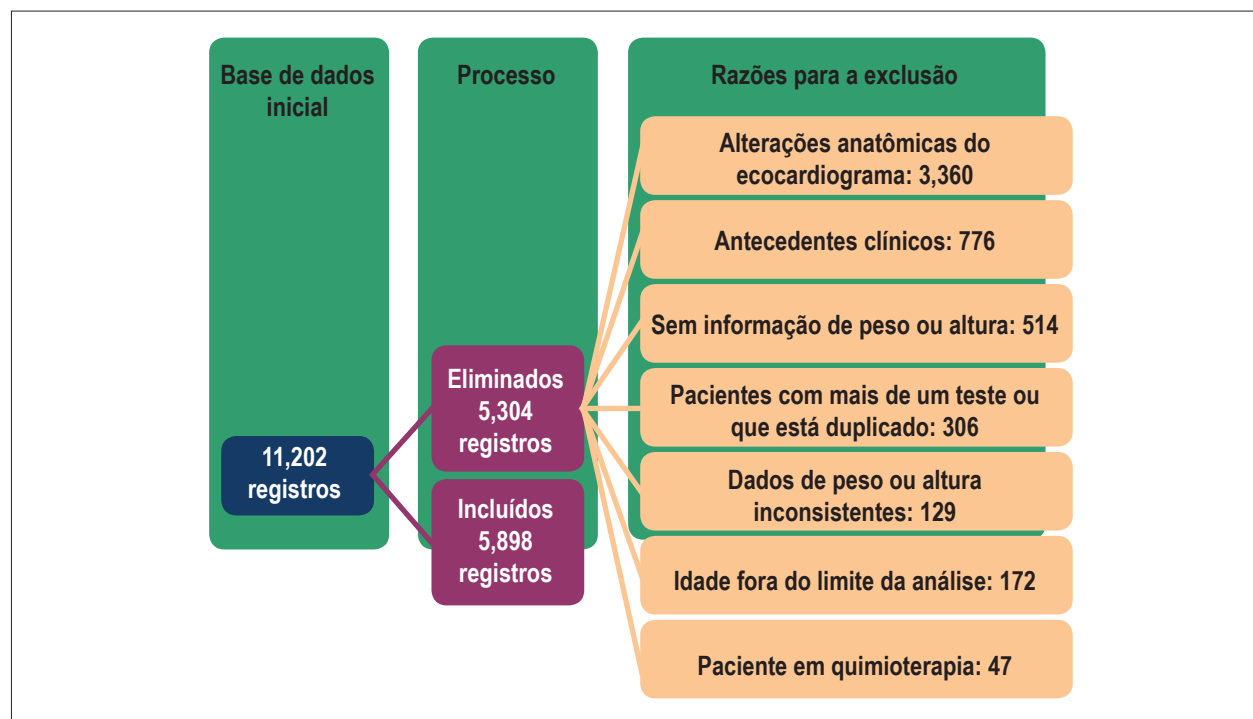 Base de dados
inicial
Processo
Razões para a exclusão
11,202
registros
Eliminados
5,304
registros
Incluídos
5,898
registros
Alterações anatômicas do
ecocardiograma: 3,360
Antecedentes clínicos: 776
Sem informação de peso ou altura: 514
Pacientes com mais de um teste ou
que está duplicado: 306
Dados de peso ou altura
inconsistentes: 129
Idade fora do limite da análise: 172
Paciente em quimioterapia: 47